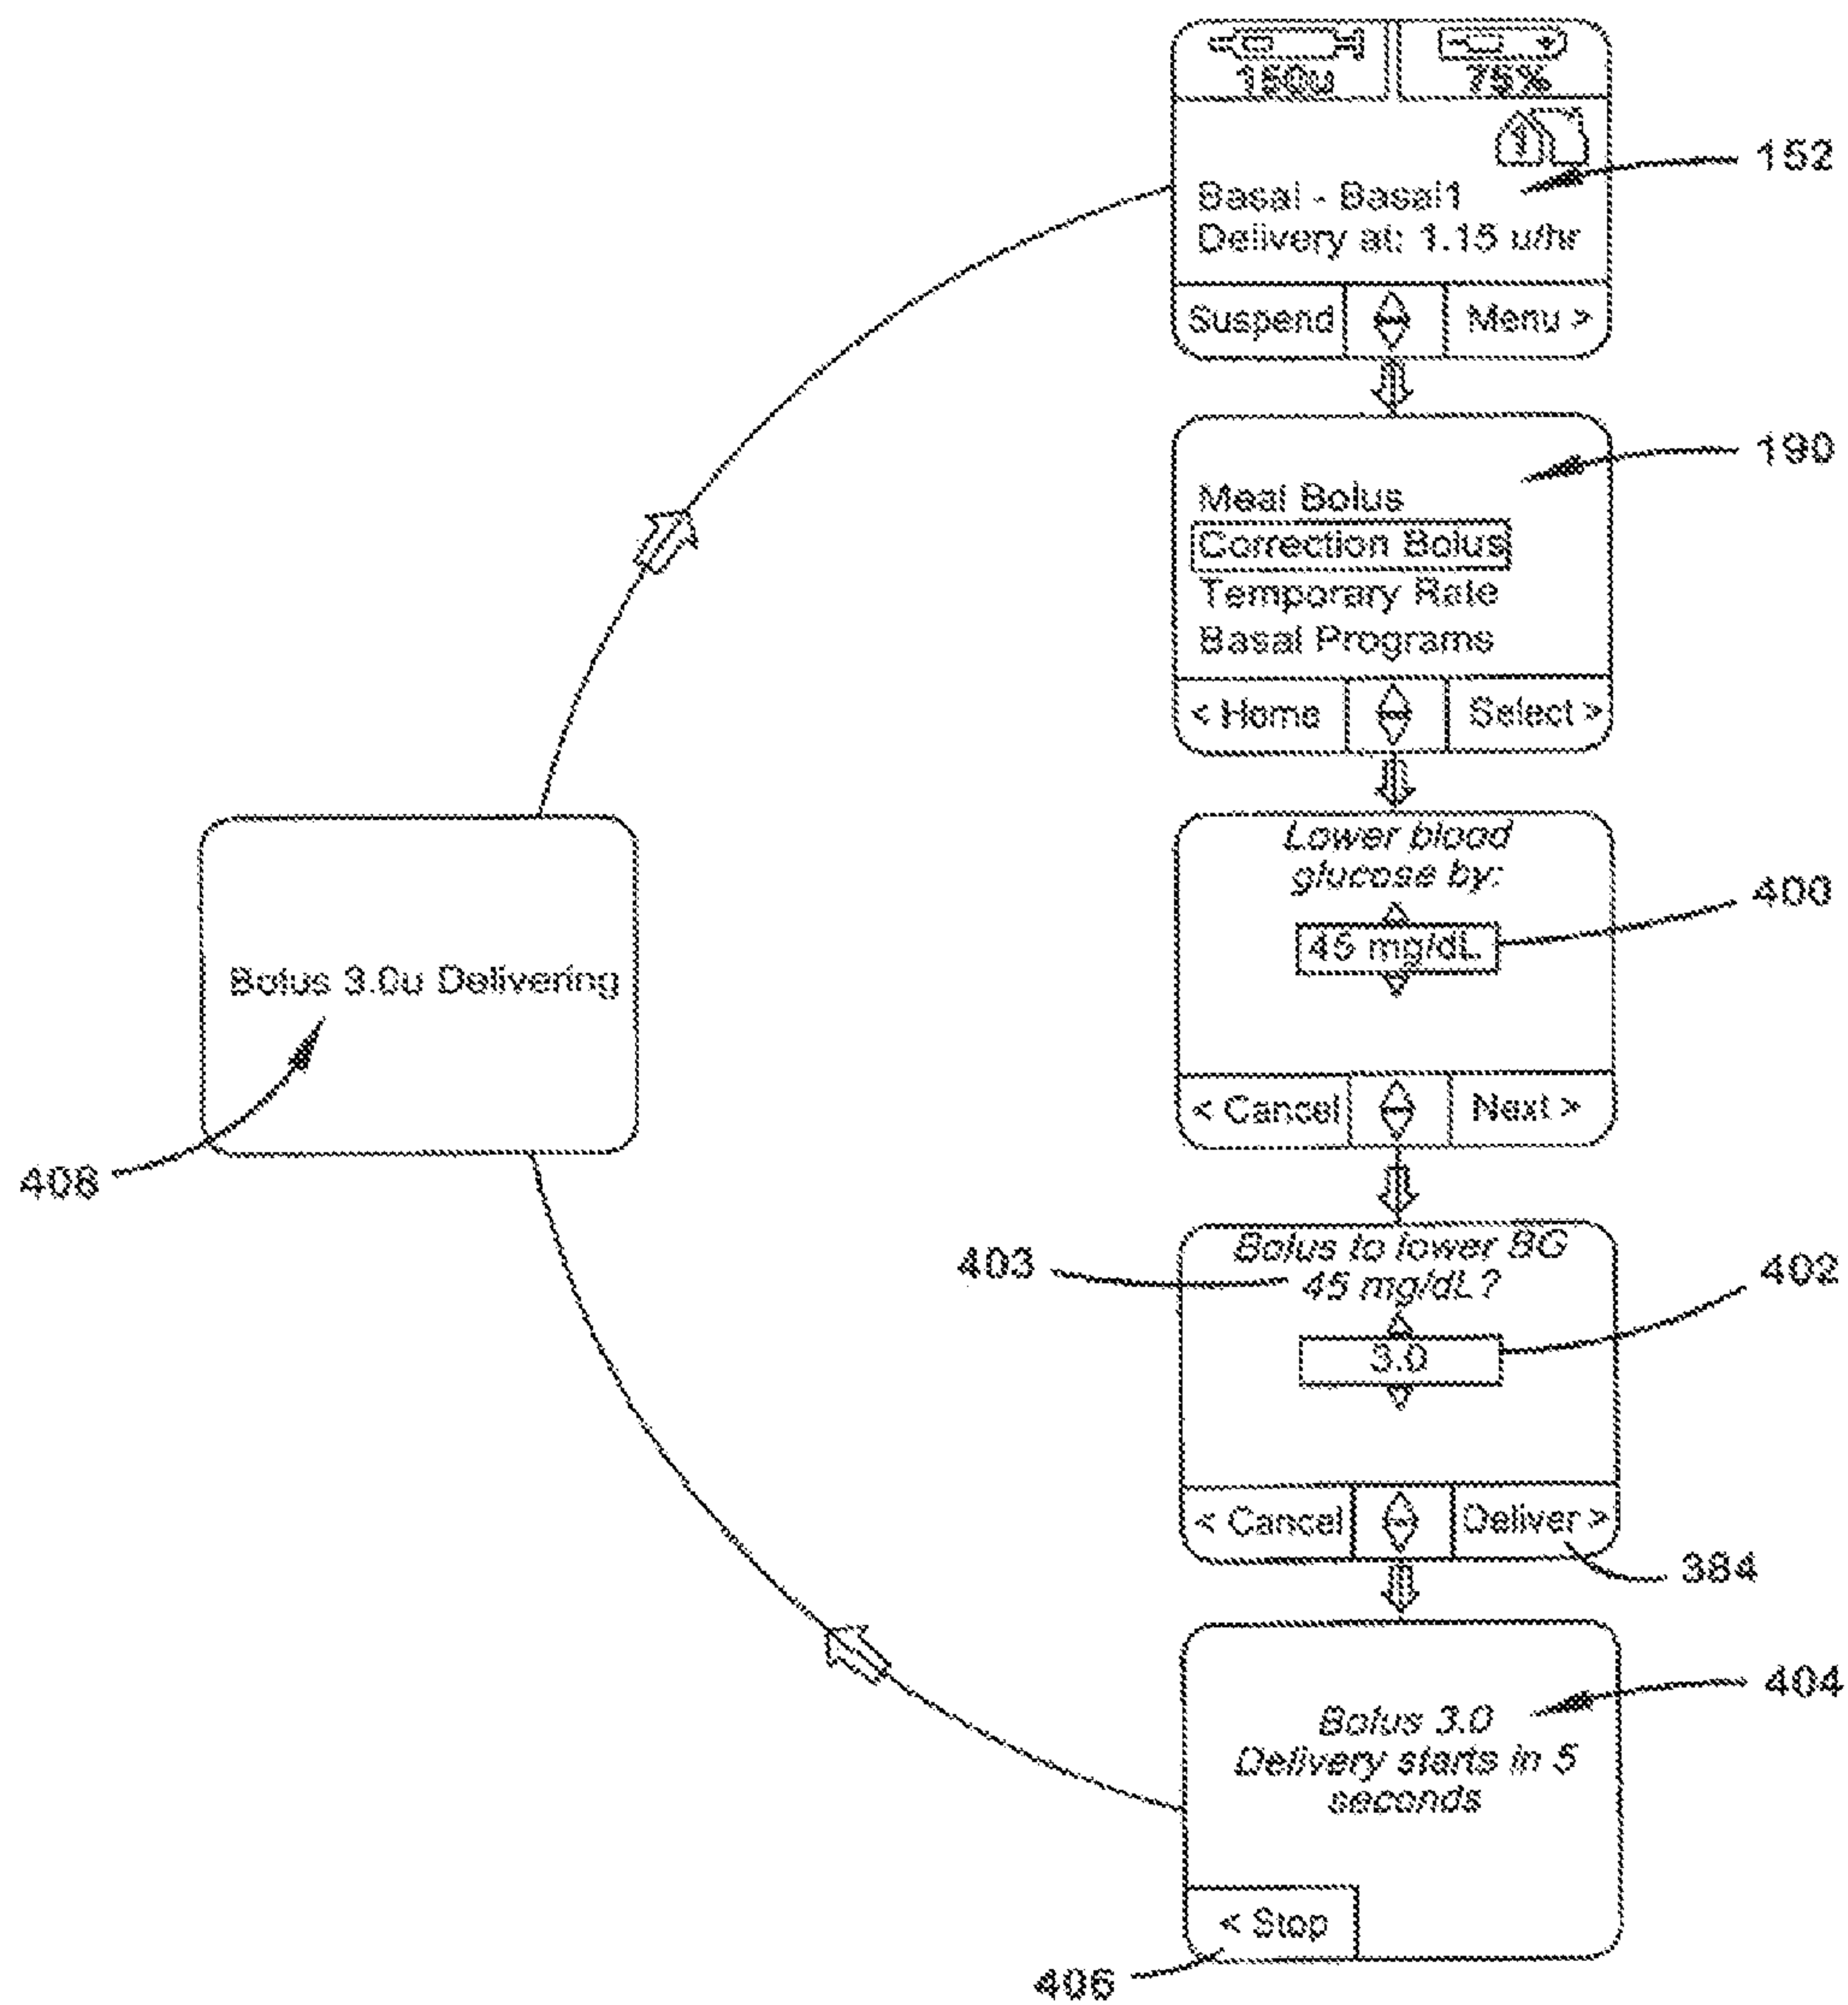 150u
75%
1
152
Basal - Basal1
Delivery at: 1.15 u/hr
Suspend
Menu >
190
Meal Bolus
Correction Bolus
Temporary Rate
Basal Programs
< Home
Select >
Lower blood
glucose by:
400
45 mg/dL
Bolus 3.0u Delivering
408
< Cancel
Next >
403
Bolus to lower BG
45 mg/dL?
402
3.0
< Cancel
Deliver >
384
404
Bolus 3.0
Delivery starts in 5
seconds
< Stop
406